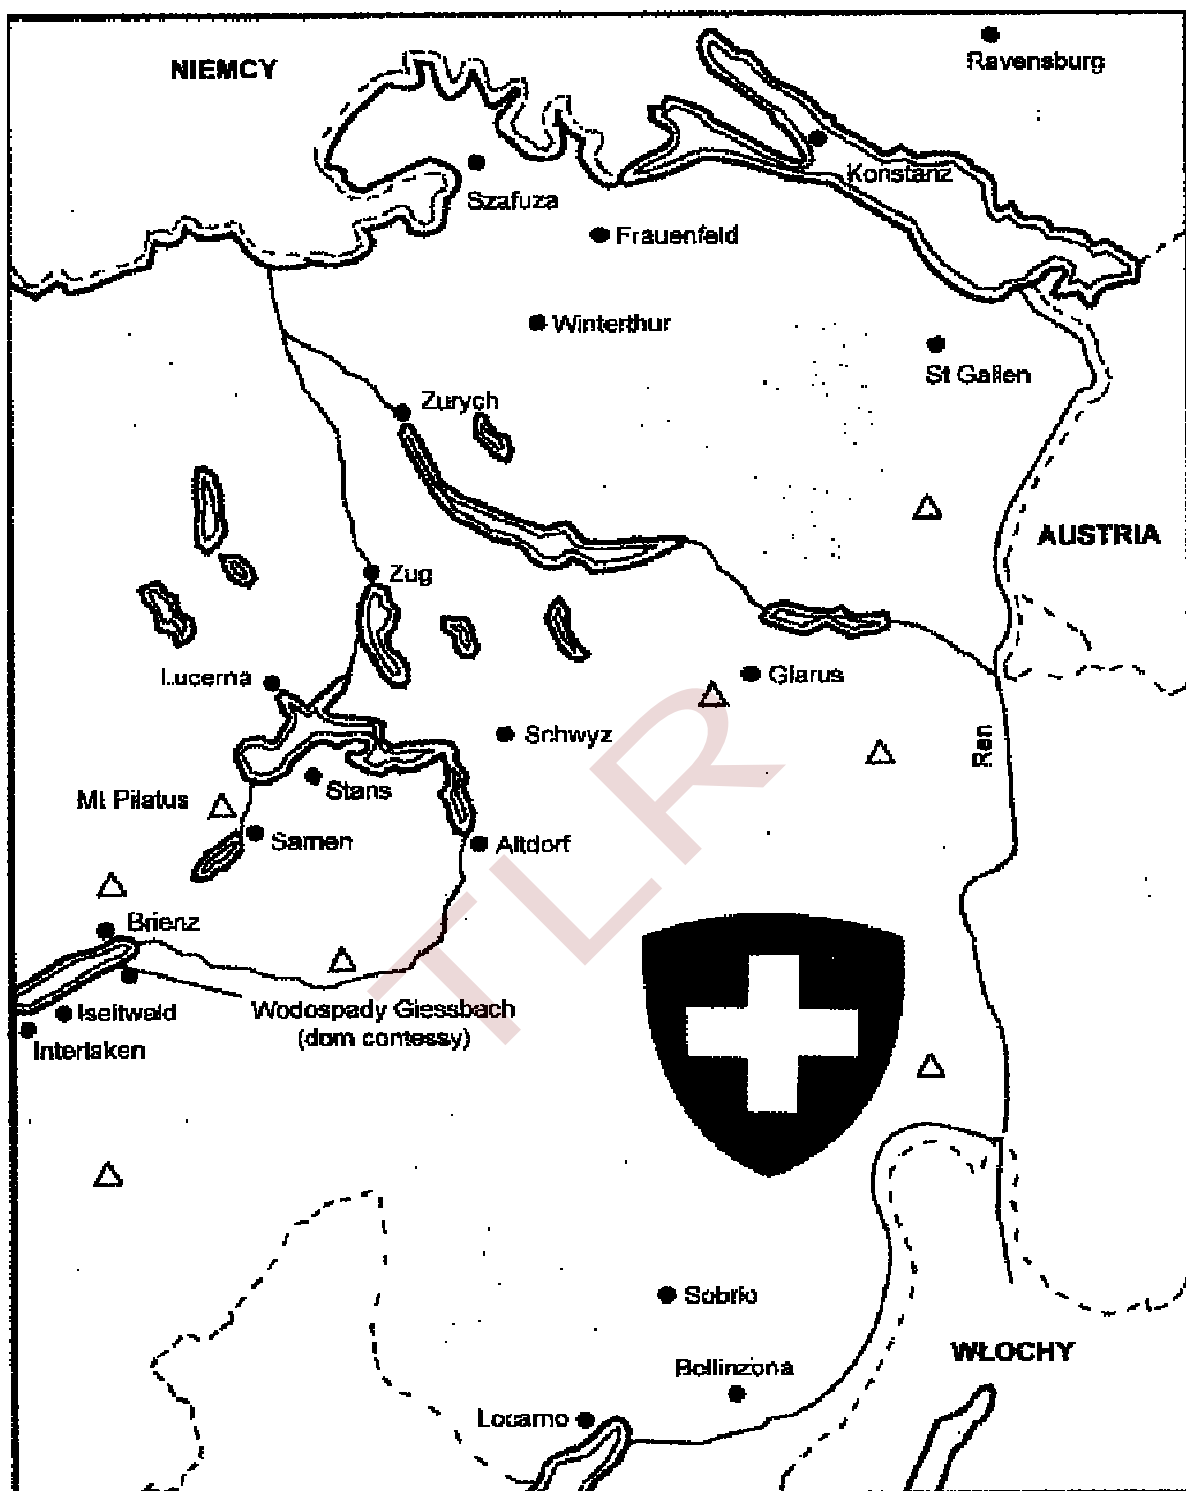 Ravensburg
NIEMCY
Konstanz
Szafuza
Frauenfeld
Winterthur
St Gallen
Zurych
AUSTRIA
Zug
Lucerna
Glarus
Schwyz
Ren
Stans
Mt Pilatus
Sarnen
Altdorf
Brienz
Iseltwald
Wodospady Giessbach
(dom contessy)
Interlaken
TLR
Sobrio
WŁOCHY
Bellinzona
Locarno